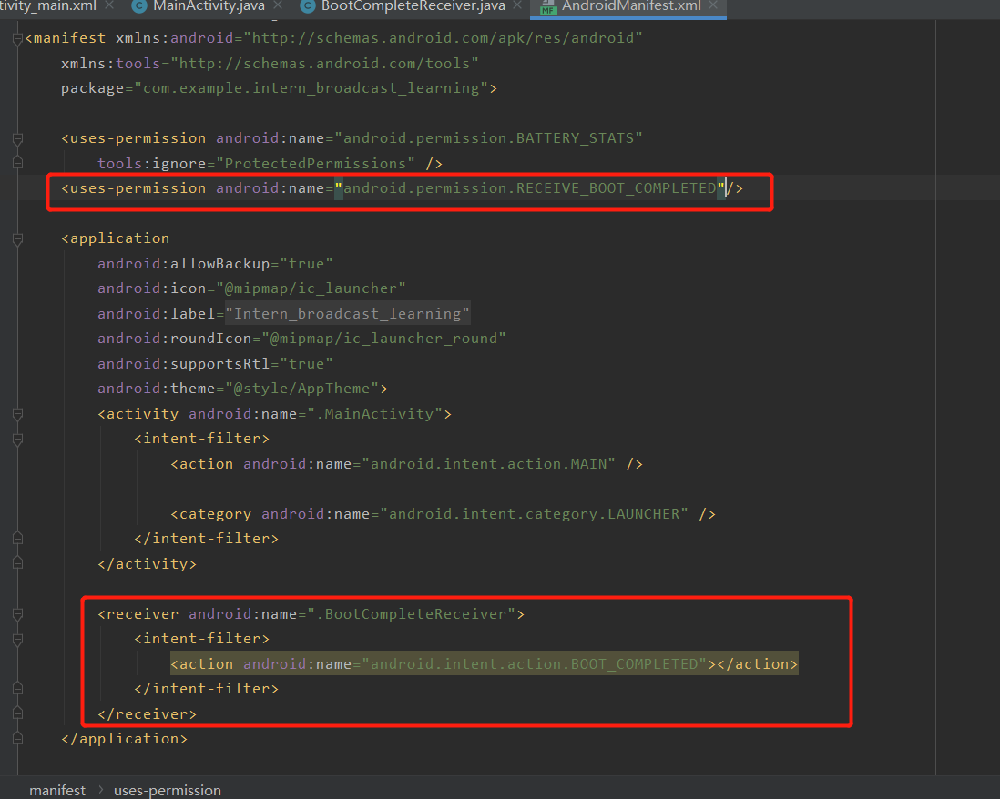 tivity_main.xml × C MainActivity.java × C BootCompleteReceiver.java × MF AndroidManifest.xml ×
<manifest xmlns:android="http://schemas.android.com/apk/res/android"
    xmlns:tools="http://schemas.android.com/tools"
    package="com.example.intern_broadcast_learning">
    <uses-permission android:name="android.permission.BATTERY_STATS"
        tools:ignore="ProtectedPermissions" />
    <uses-permission android:name="android.permission.RECEIVE_BOOT_COMPLETED"/>
    <application
        android:allowBackup="true"
        android:icon="@mipmap/ic_launcher"
        android:label="Intern_broadcast_learning"
        android:roundIcon="@mipmap/ic_launcher_round"
        android:supportsRtl="true"
        android:theme="@style/AppTheme">
        <activity android:name=".MainActivity">
            <intent-filter>
                <action android:name="android.intent.action.MAIN" />
                <category android:name="android.intent.category.LAUNCHER" />
            </intent-filter>
        </activity>
        <receiver android:name=".BootCompleteReceiver">
            <intent-filter>
                <action android:name="android.intent.action.BOOT_COMPLETED"></action>
            </intent-filter>
        </receiver>
    </application>
manifest › uses-permission